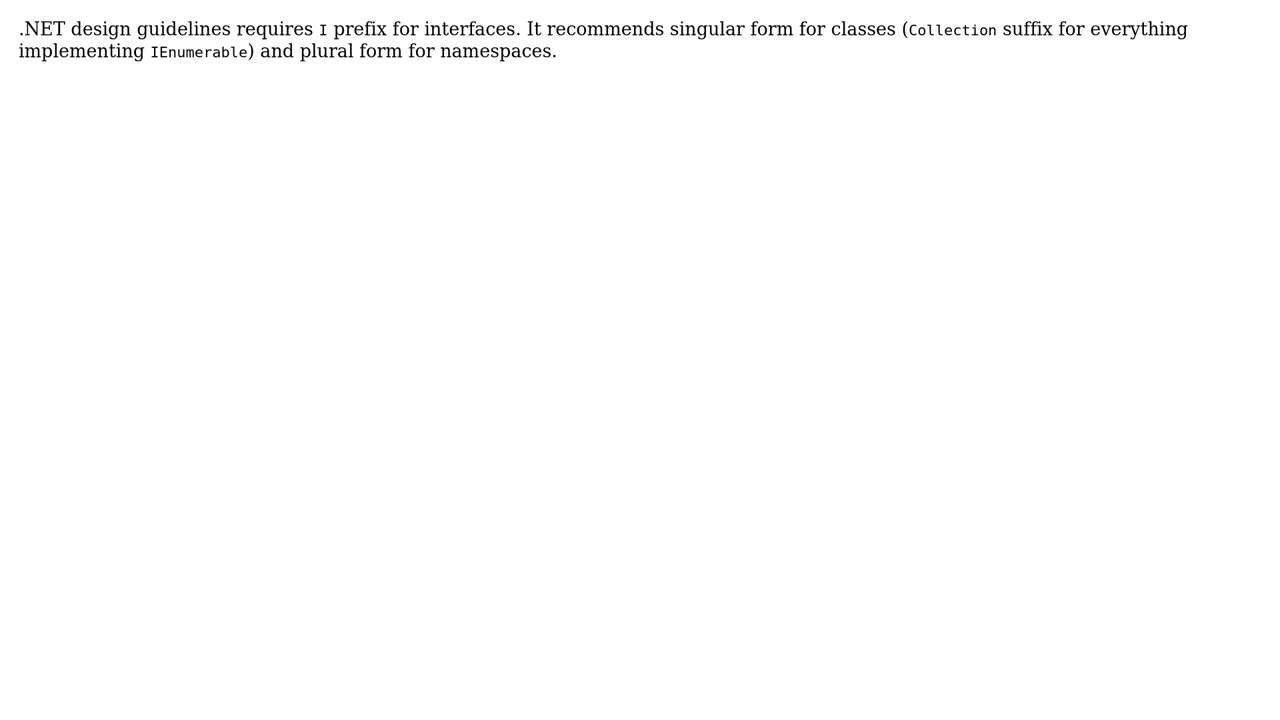 .NET design guidelines requires I prefix for interfaces. It recommends singular form for classes (Collection suffix for everything
implementing IEnumerable) and plural form for namespaces.